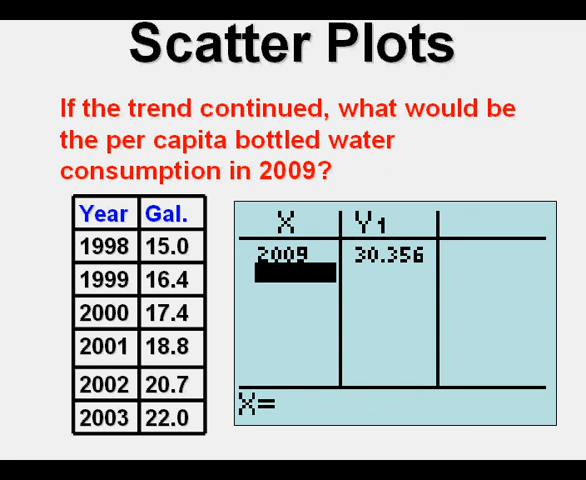 Scatter Plots
If the trend continued, what would be
the per capita bottled water
consumption in 2009?
Year Gal.
1998 15.0
1999 16.4
2000 17.4
2001 18.8
2002 20.7
2003 22.0
X Y1
2009 30.356
X=